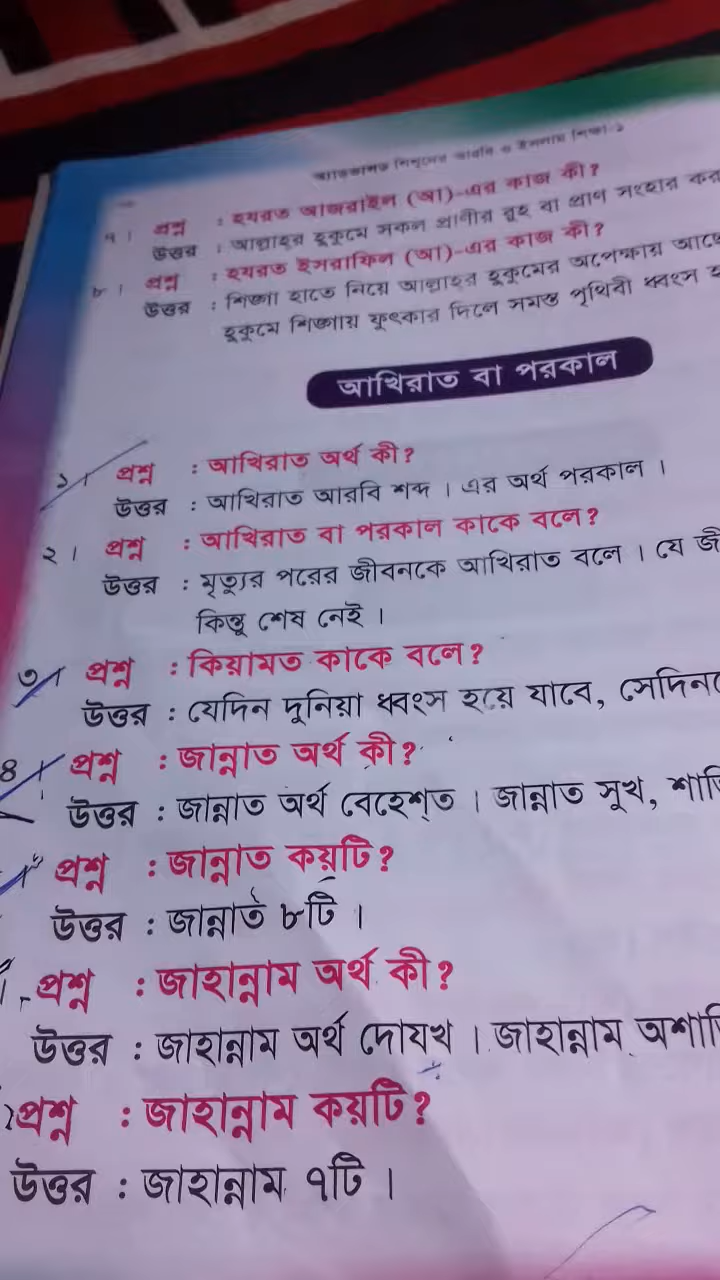 আরবি ও ইসলাম শিক্ষা-১
৭। প্রশ্ন : হযরত আজরাইল (আ)-এর কাজ কী?
উত্তর : আল্লাহর হুকুমে সকল প্রাণীর রুহ বা প্রাণ সংহার কর
৮। প্রশ্ন : হযরত ইসরাফিল (আ)-এর কাজ কী?
উত্তর : শিঙ্গা হাতে নিয়ে আল্লাহর হুকুমের অপেক্ষায় আছে
হুকুমে শিঙ্গায় ফুৎকার দিলে সমস্ত পৃথিবী ধ্বংস হ
আখিরাত বা পরকাল
১। প্রশ্ন : আখিরাত অর্থ কী?
উত্তর : আখিরাত আরবি শব্দ। এর অর্থ পরকাল।
২। প্রশ্ন : আখিরাত বা পরকাল কাকে বলে?
উত্তর : মৃত্যুর পরের জীবনকে আখিরাত বলে। যে জী
কিন্তু শেষ নেই।
৩। প্রশ্ন : কিয়ামত কাকে বলে?
উত্তর : যেদিন দুনিয়া ধ্বংস হয়ে যাবে, সেদিনে
৪। প্রশ্ন : জান্নাত অর্থ কী?
উত্তর : জান্নাত অর্থ বেহেশ্‌ত। জান্নাত সুখ, শান্তি
প্রশ্ন : জান্নাত কয়টি?
উত্তর : জান্নাত ৮টি।
প্রশ্ন : জাহান্নাম অর্থ কী?
উত্তর : জাহান্নাম অর্থ দোযখ। জাহান্নাম অশান্তি
প্রশ্ন : জাহান্নাম কয়টি?
উত্তর : জাহান্নাম ৭টি।